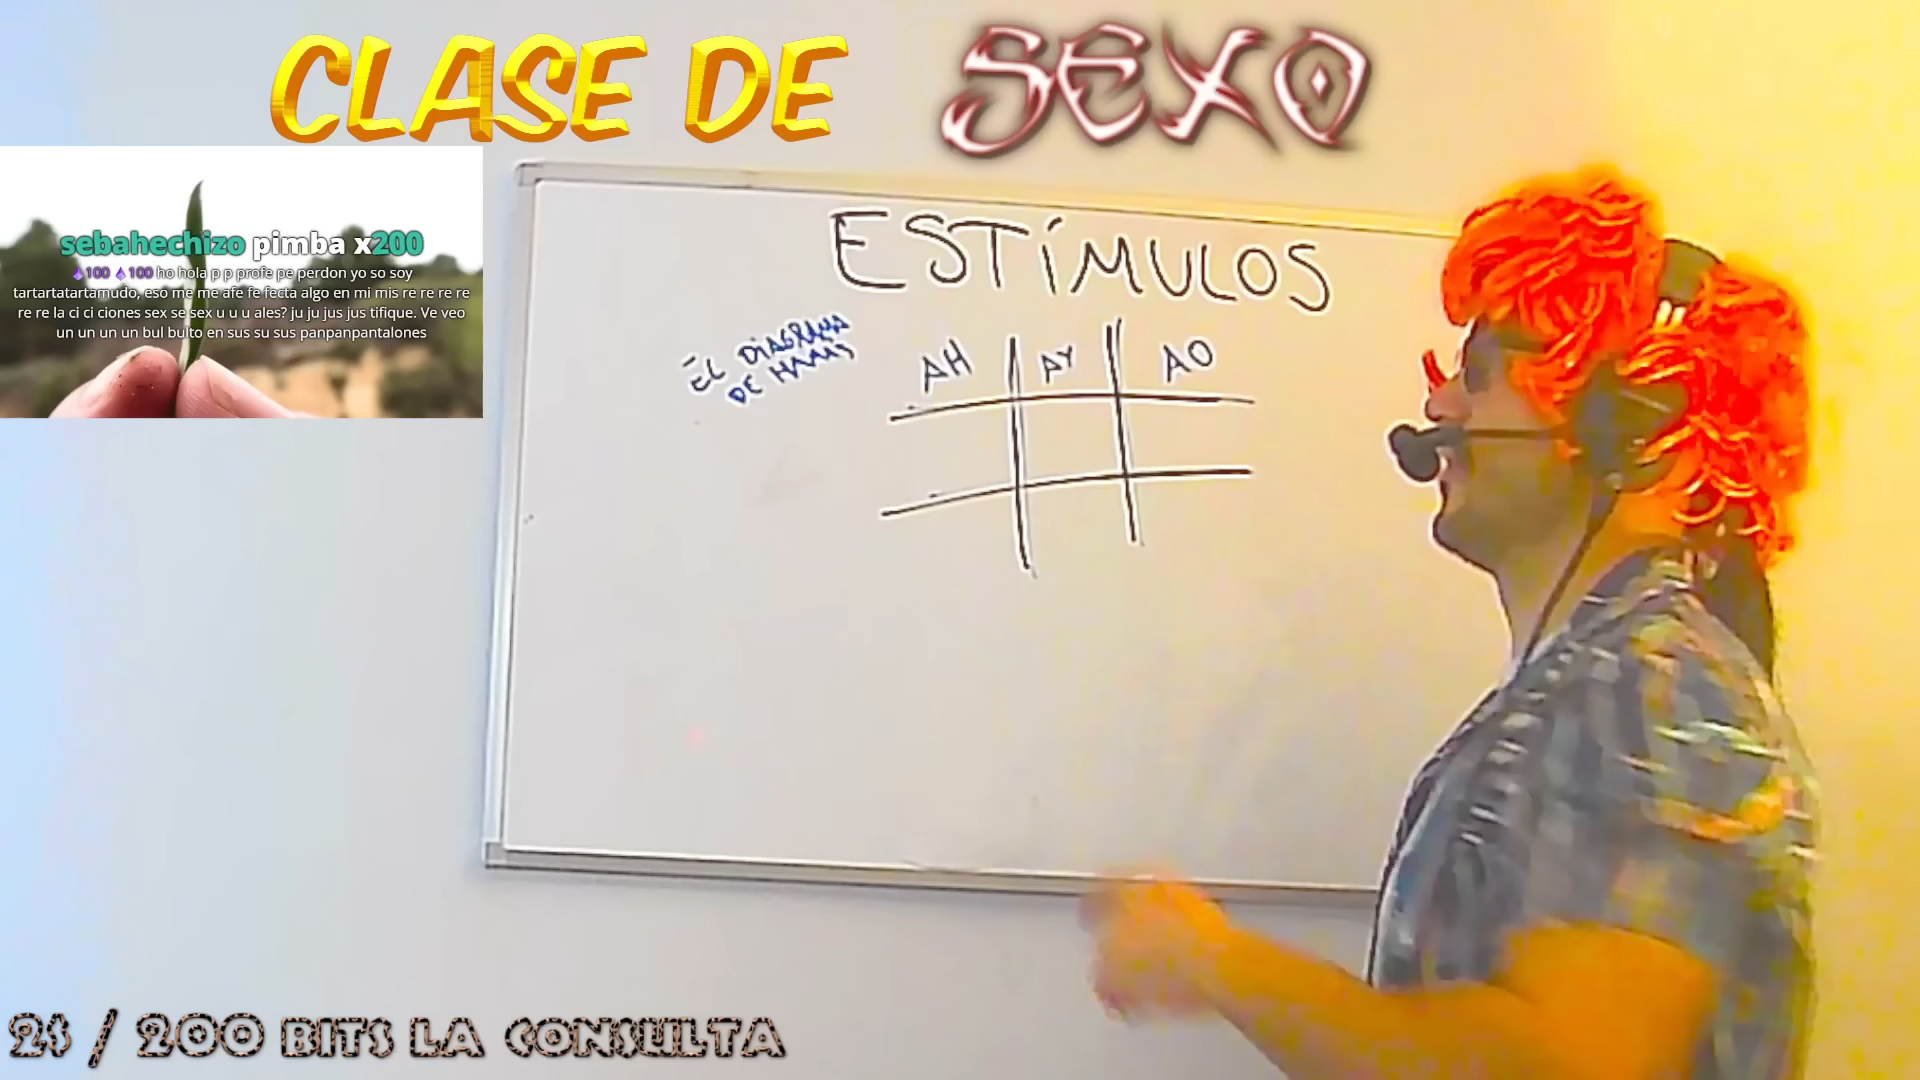 CLASE DE SEXO
sebahechizo pimba x200
100 100 ho hola p p profe pe perdon yo so soy
tartartatartamudo, eso me me afe fe fecta algo en mi mis re re re re
re re la ci ci ciones sex se sex u u u ales? ju ju jus jus tifique. Ve veo
un un un un bul bulto en sus su sus panpanpantalones
ESTÍMULOS
EL DIAGRAMA
DE HAAAS
AH AY AO
2$ / 200 BITS LA CONSULTA